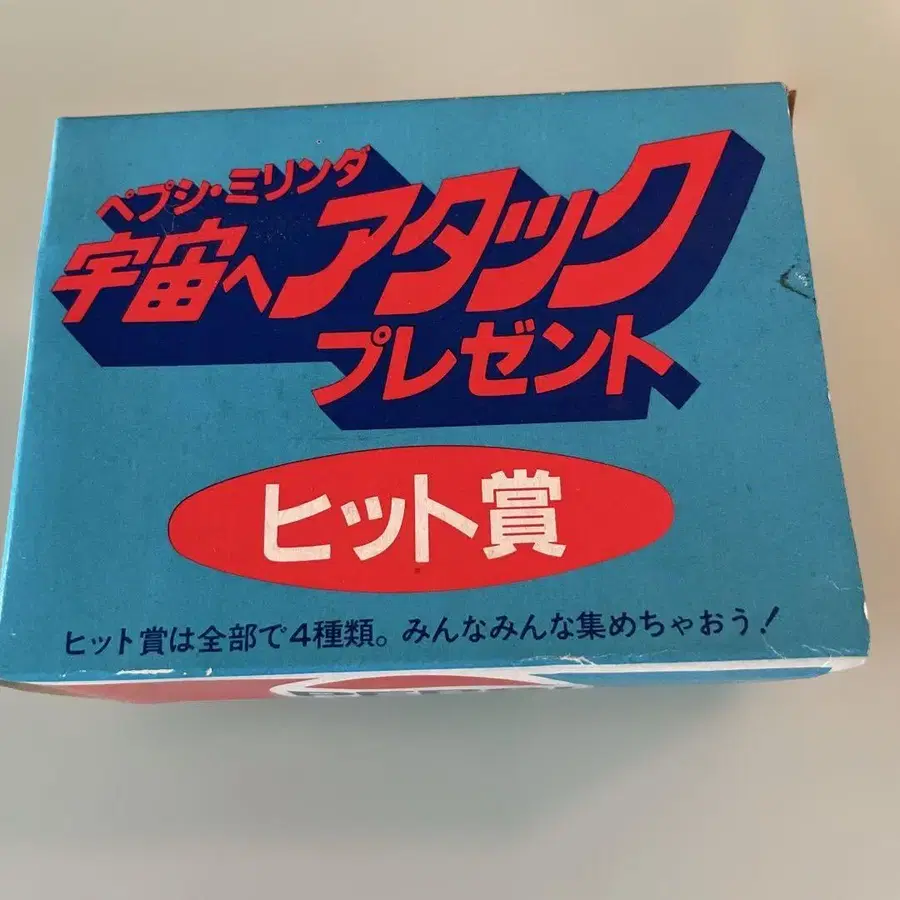 ペプシ・ミリンダ
宇宙へアタック
プレゼント
ヒット賞
ヒット賞は全部で4種類。みんなみんな集めちゃおう!